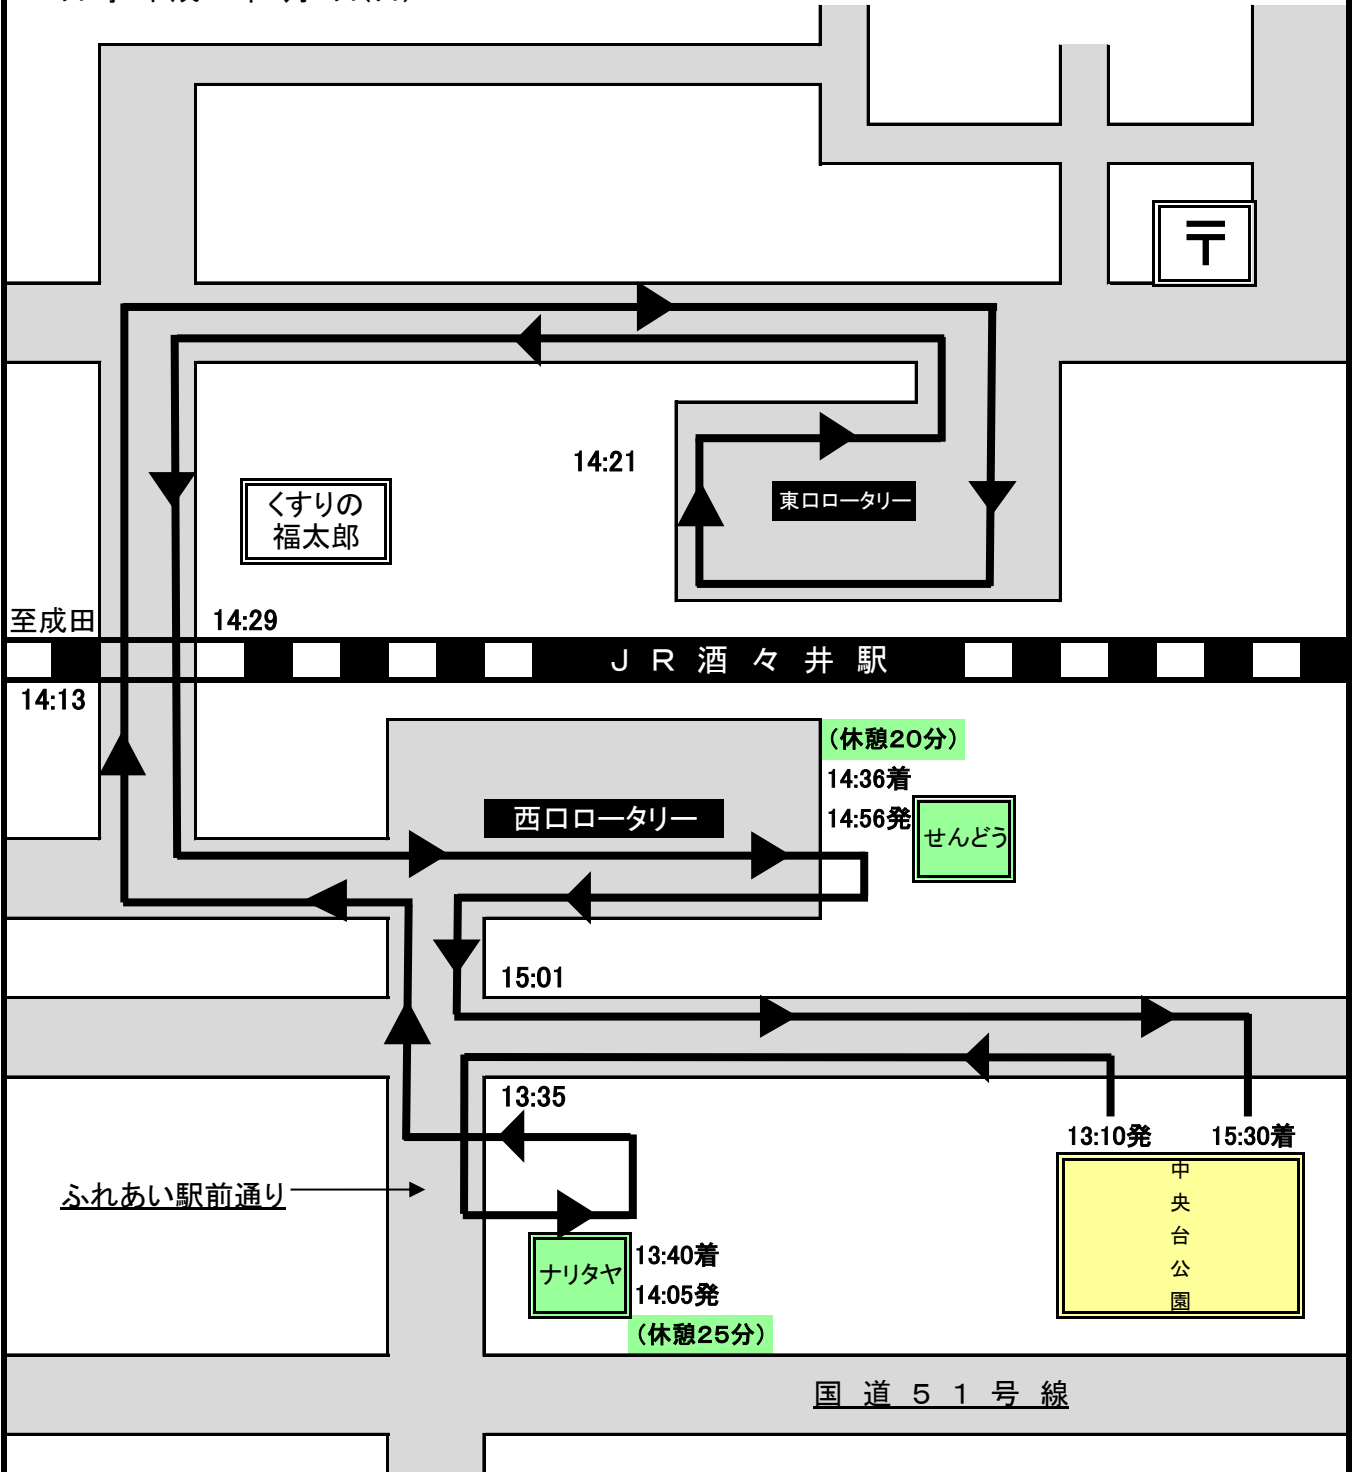 〒
14:21
東口ロータリー
くすりの
福太郎
至成田
14:29
ＪＲ酒々井駅
14:13
（休憩２０分）
14:36着
西口ロータリー
14:56発
せんどう
15:01
13:35
13:10発
15:30着
中
央
台
公
園
ふれあい駅前通り
ナリタヤ
13:40着
14:05発
（休憩２５分）
国道５１号線